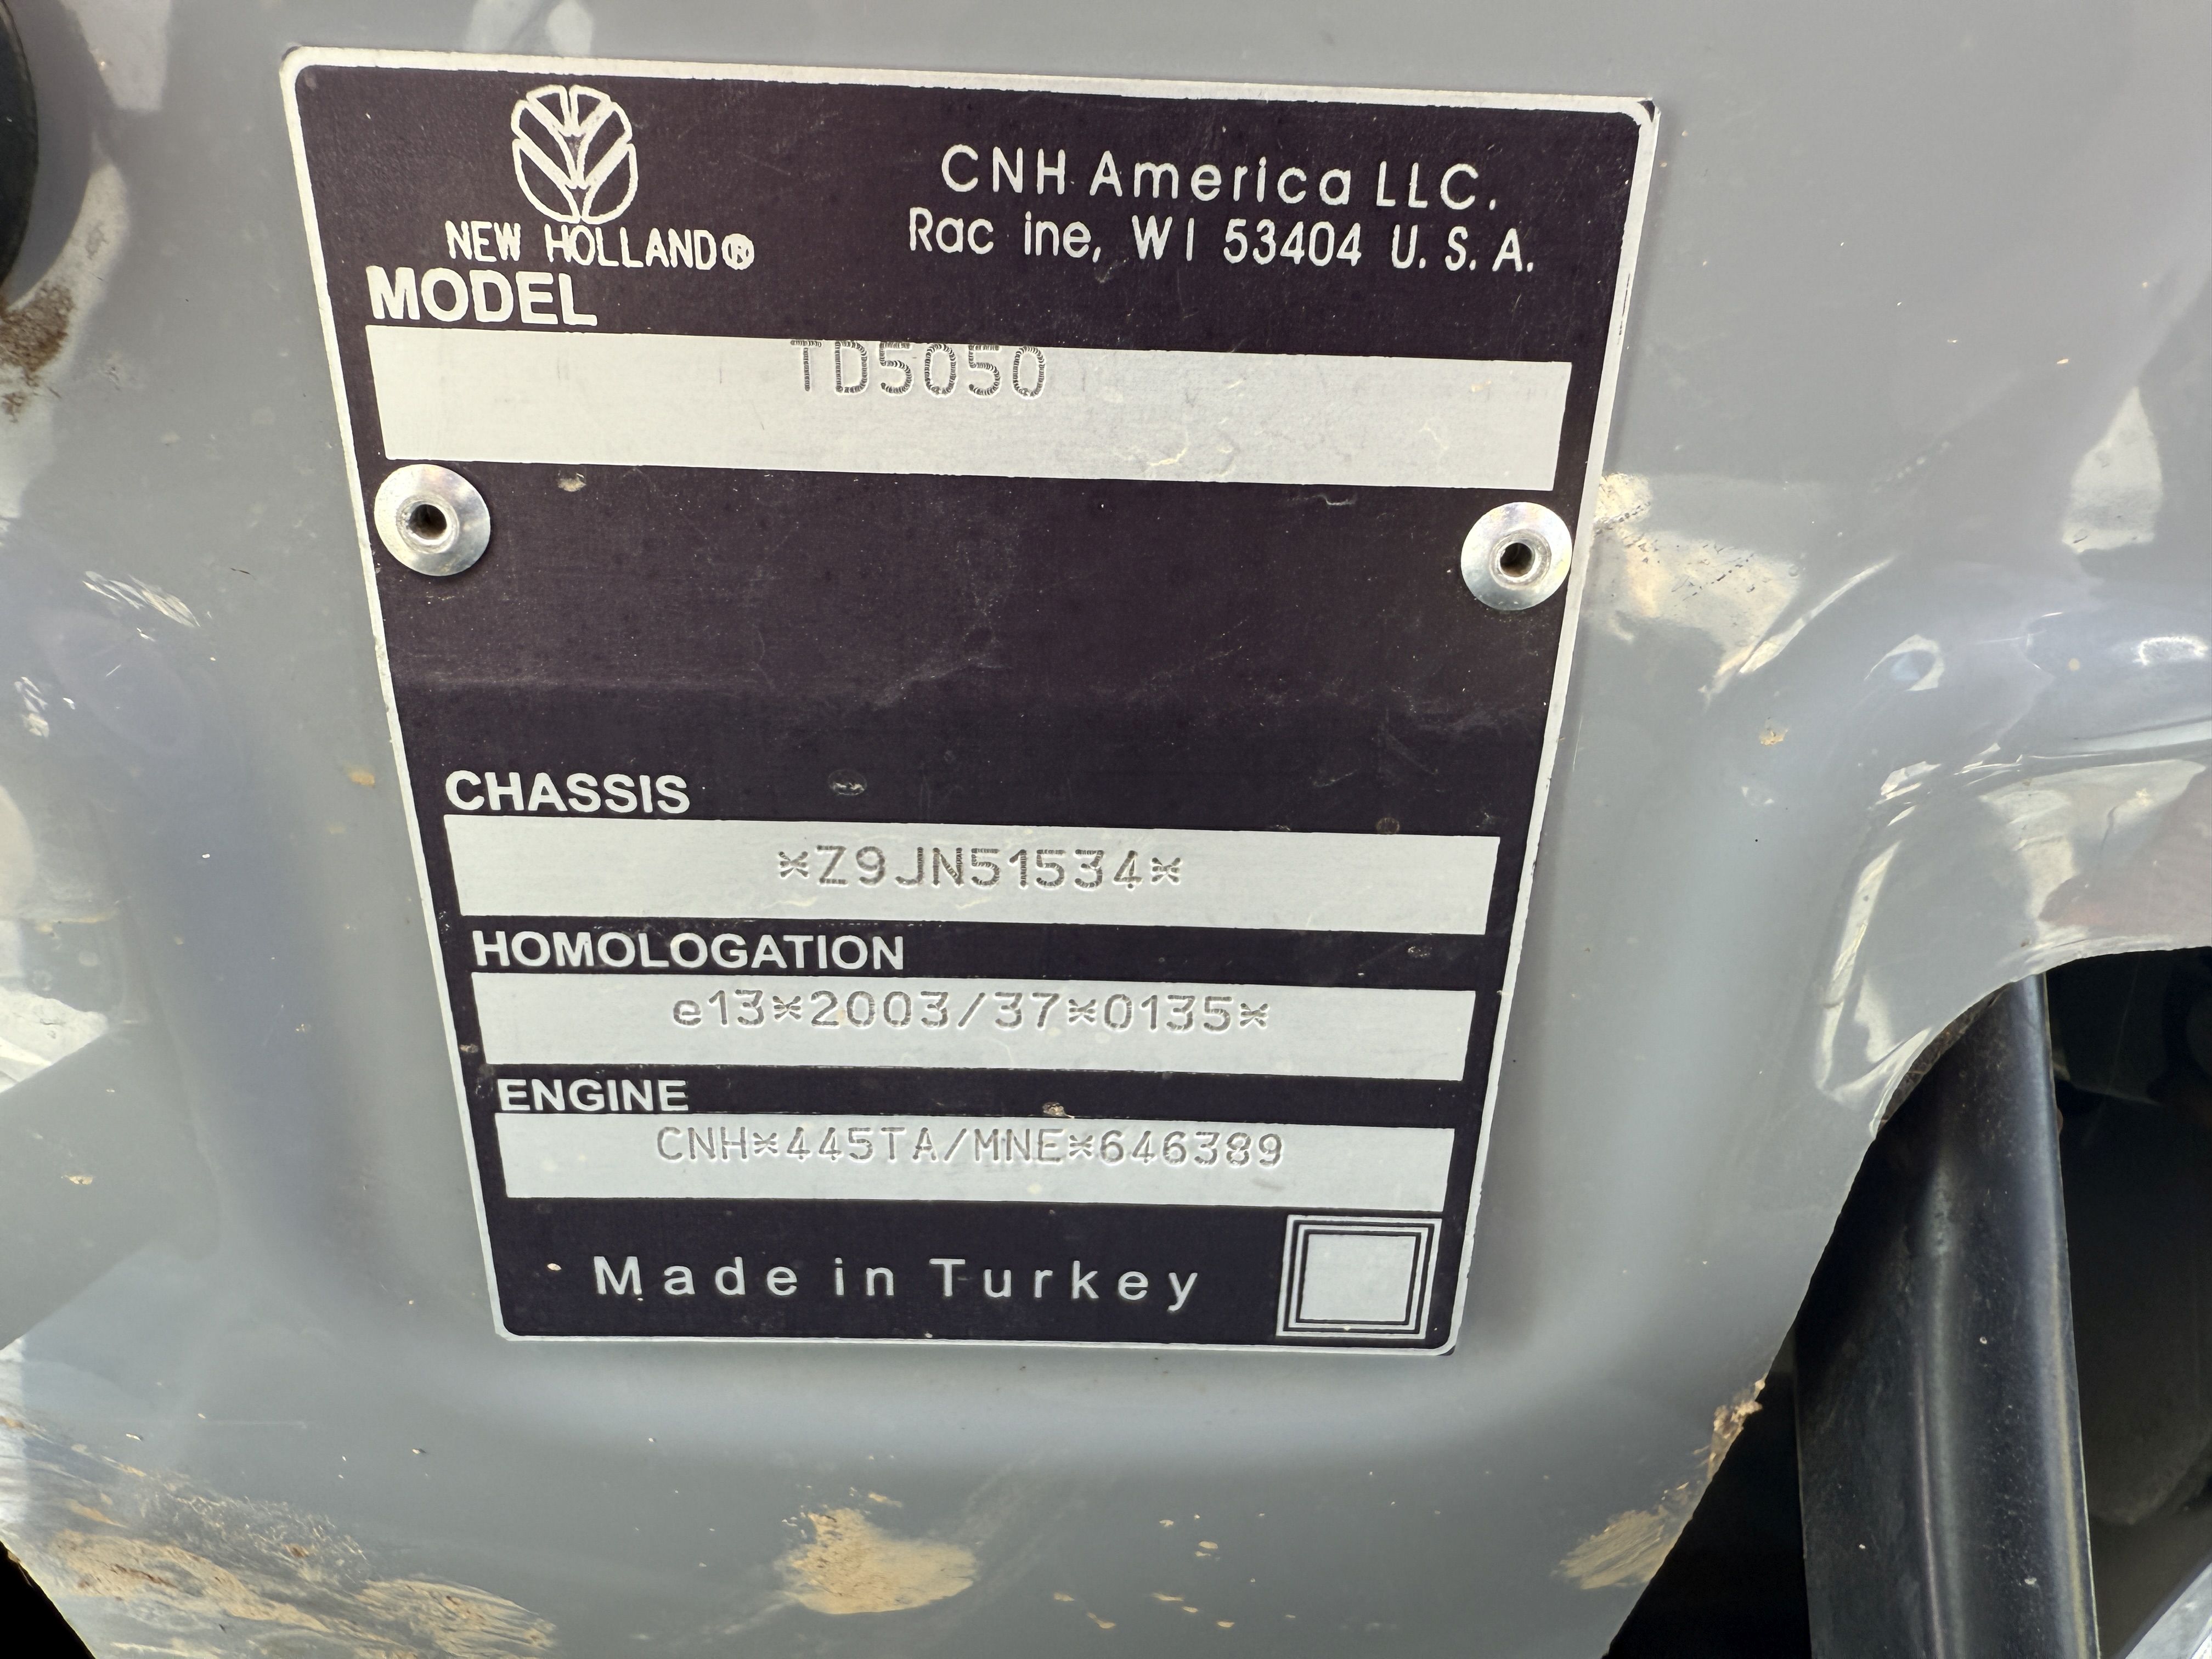 NEW HOLLAND®
CNH America LLC.
Rac ine, WI 53404 U.S.A.
MODEL
TD5050
CHASSIS
*Z9JN51534*
HOMOLOGATION
e13*2003/37*0135*
ENGINE
CNH*445TA/MNE*646389
Made in Turkey